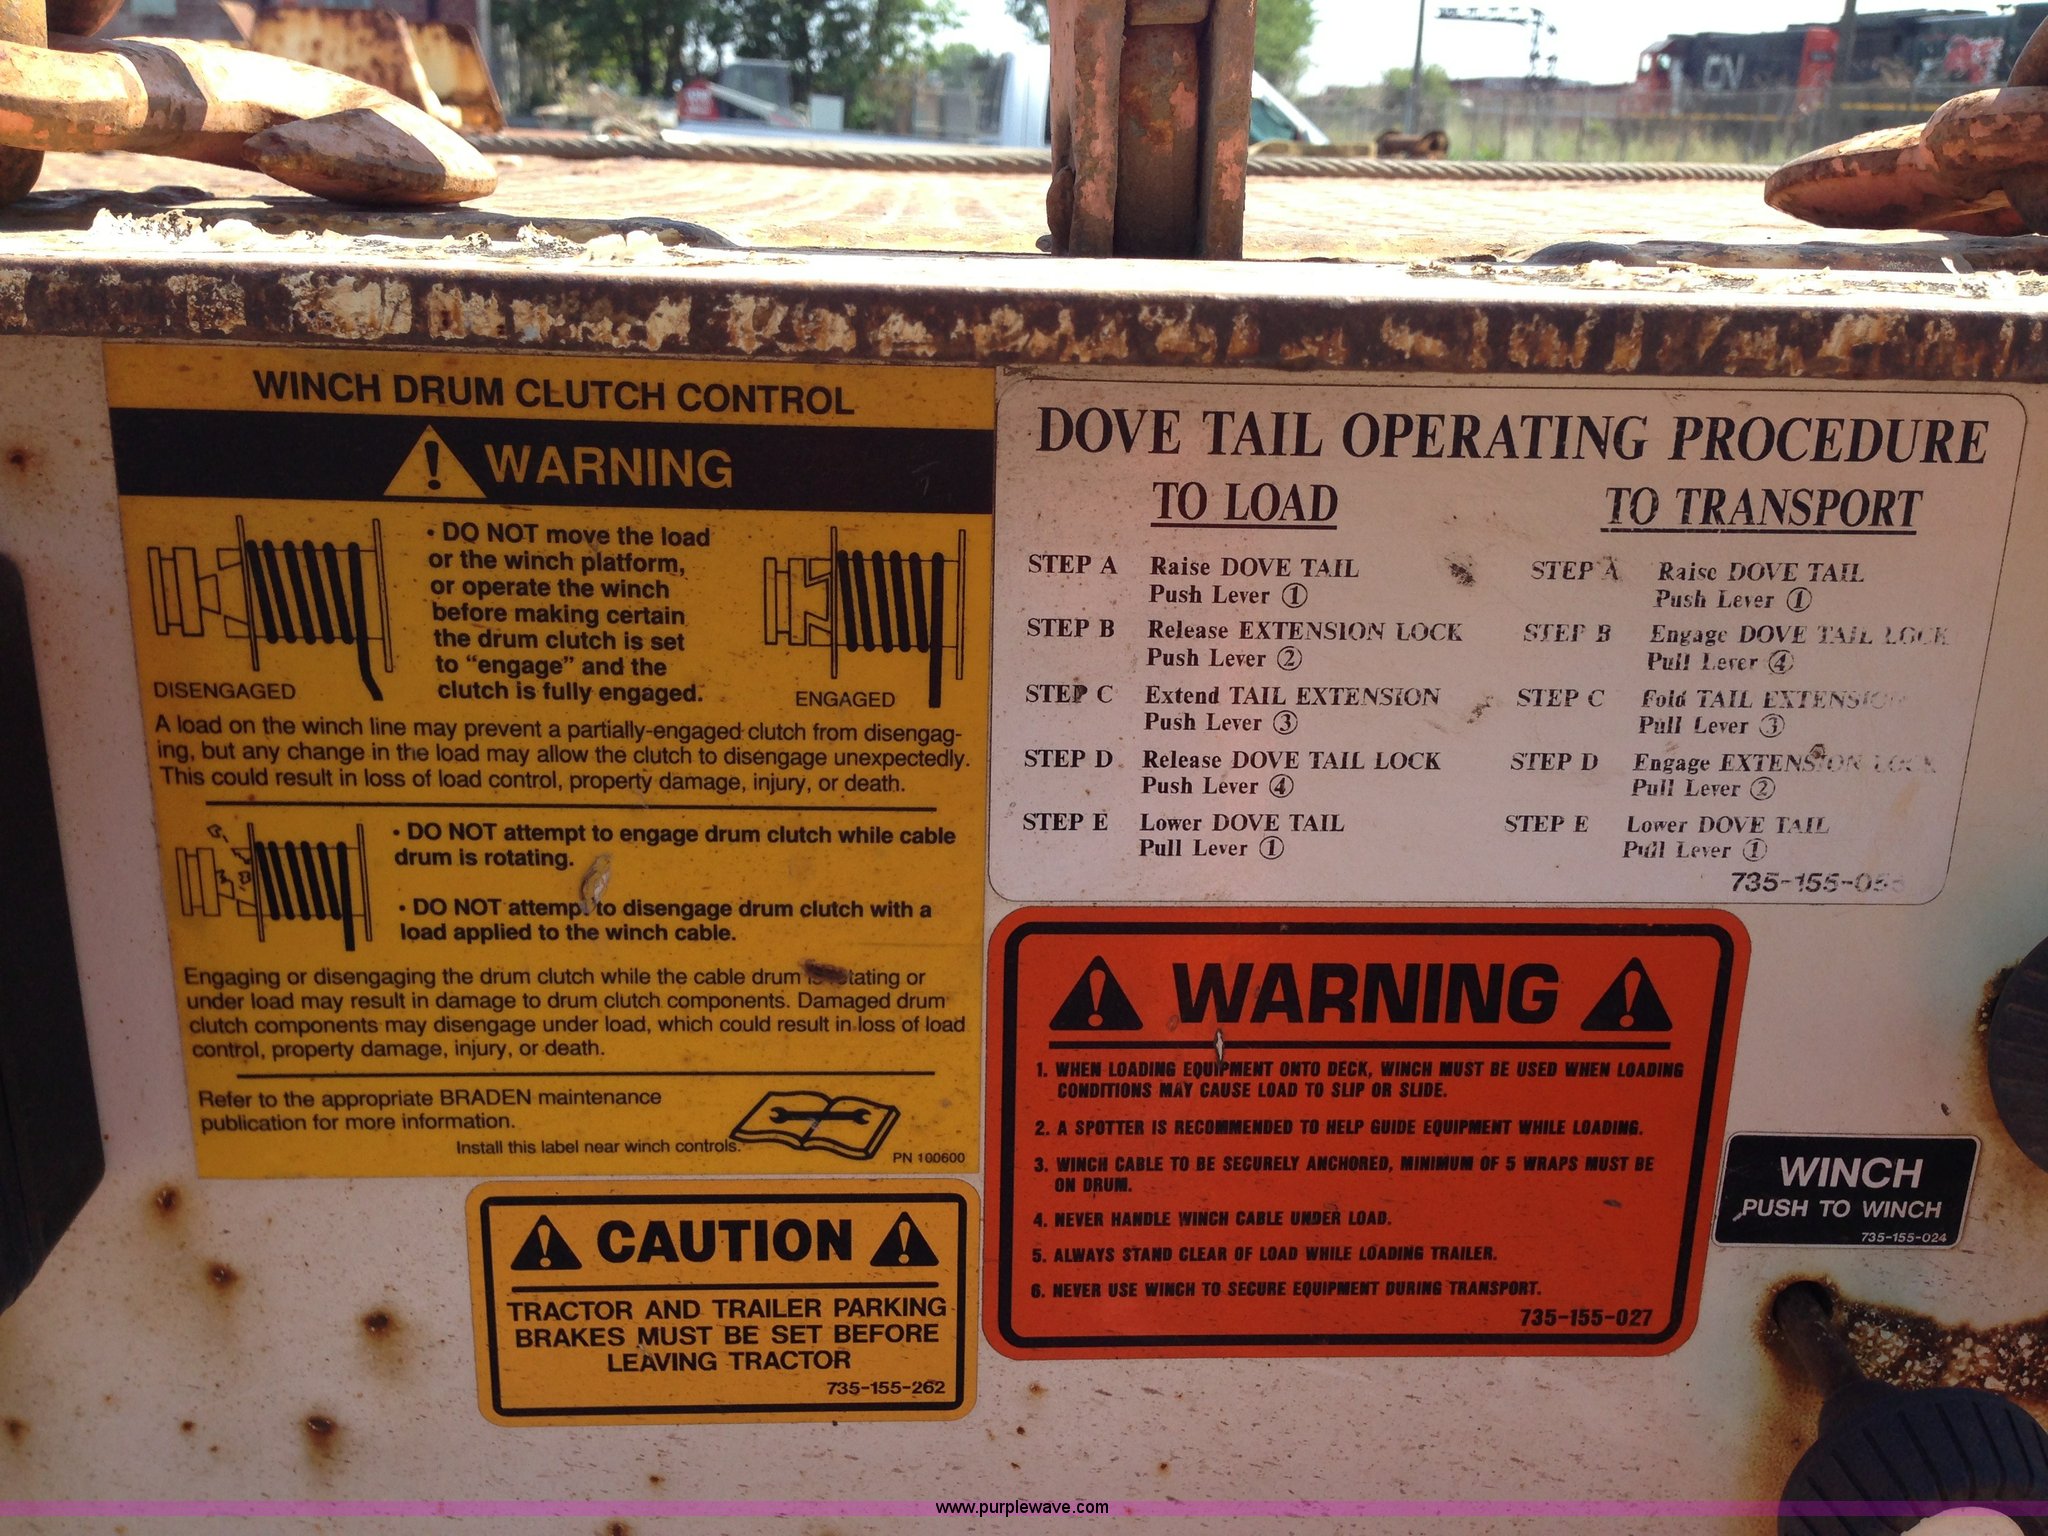 CN
WINCH DRUM CLUTCH CONTROL
! WARNING
• DO NOT move the load
or the winch platform,
or operate the winch
before making certain
the drum clutch is set
to “engage” and the
clutch is fully engaged.
DISENGAGED
ENGAGED
A load on the winch line may prevent a partially-engaged clutch from disengag-
ing, but any change in the load may allow the clutch to disengage unexpectedly.
This could result in loss of load control, property damage, injury, or death.
• DO NOT attempt to engage drum clutch while cable
drum is rotating.
• DO NOT attempt to disengage drum clutch with a
load applied to the winch cable.
Engaging or disengaging the drum clutch while the cable drum is rotating or
under load may result in damage to drum clutch components. Damaged drum
clutch components may disengage under load, which could result in loss of load
control, property damage, injury, or death.
Refer to the appropriate BRADEN maintenance
publication for more information.
Install this label near winch controls.
PN 100600
DOVE TAIL OPERATING PROCEDURE
TO LOAD
STEP A Raise DOVE TAIL
Push Lever ①
STEP B Release EXTENSION LOCK
Push Lever ②
STEP C Extend TAIL EXTENSION
Push Lever ③
STEP D Release DOVE TAIL LOCK
Push Lever ④
STEP E Lower DOVE TAIL
Pull Lever ①
TO TRANSPORT
STEP A Raise DOVE TAIL
Push Lever ①
STEP B Engage DOVE TAIL LOCK
Pull Lever ④
STEP C Fold TAIL EXTENSION
Pull Lever ③
STEP D Engage EXTENSION LOCK
Pull Lever ②
STEP E Lower DOVE TAIL
Pull Lever ①
! WARNING !
1. WHEN LOADING EQUIPMENT ONTO DECK, WINCH MUST BE USED WHEN LOADING
CONDITIONS MAY CAUSE LOAD TO SLIP OR SLIDE.
2. A SPOTTER IS RECOMMENDED TO HELP GUIDE EQUIPMENT WHILE LOADING.
3. WINCH CABLE TO BE SECURELY ANCHORED, MINIMUM OF 5 WRAPS MUST BE
ON DRUM.
4. NEVER HANDLE WINCH CABLE UNDER LOAD.
5. ALWAYS STAND CLEAR OF LOAD WHILE LOADING TRAILER.
6. NEVER USE WINCH TO SECURE EQUIPMENT DURING TRANSPORT.
735-155-027
WINCH
PUSH TO WINCH
735-155-024
! CAUTION !
TRACTOR AND TRAILER PARKING
BRAKES MUST BE SET BEFORE
LEAVING TRACTOR
735-155-262
www.purplewave.com